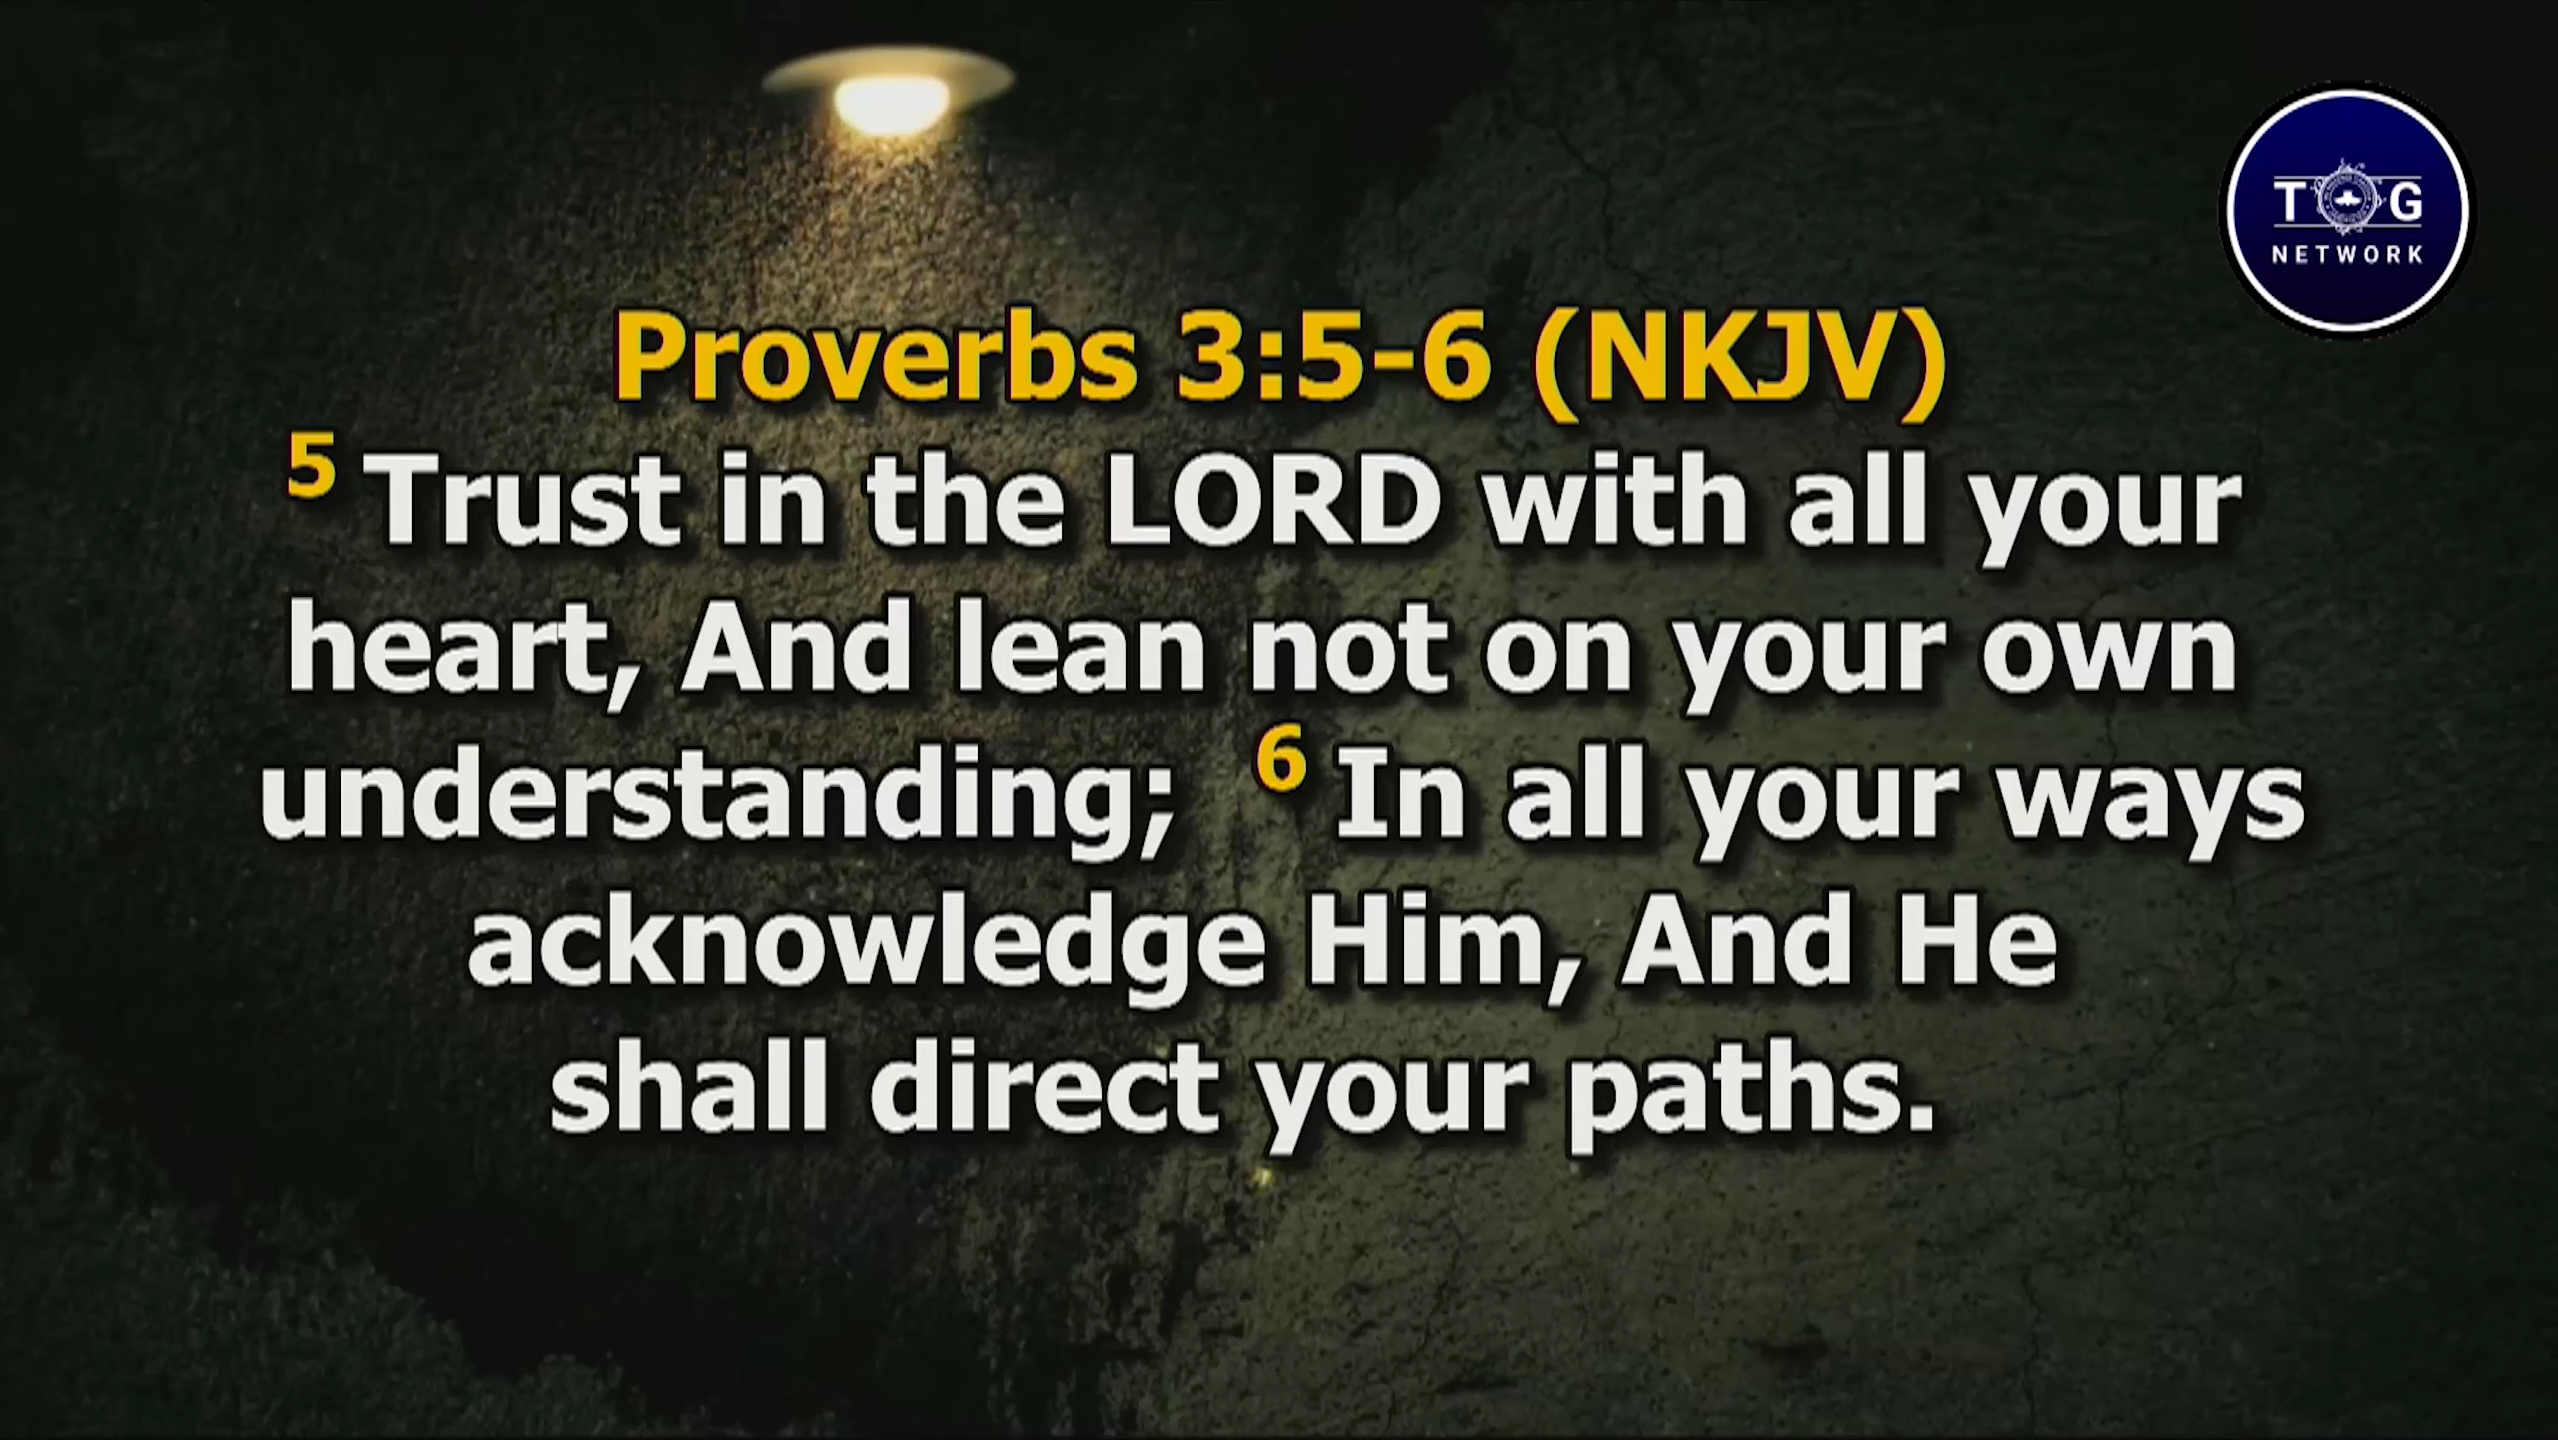 Proverbs 3:5-6 (NKJV)
5 Trust in the LORD with all your
heart, And lean not on your own
understanding; 6 In all your ways
acknowledge Him, And He
shall direct your paths.
T G
NETWORK